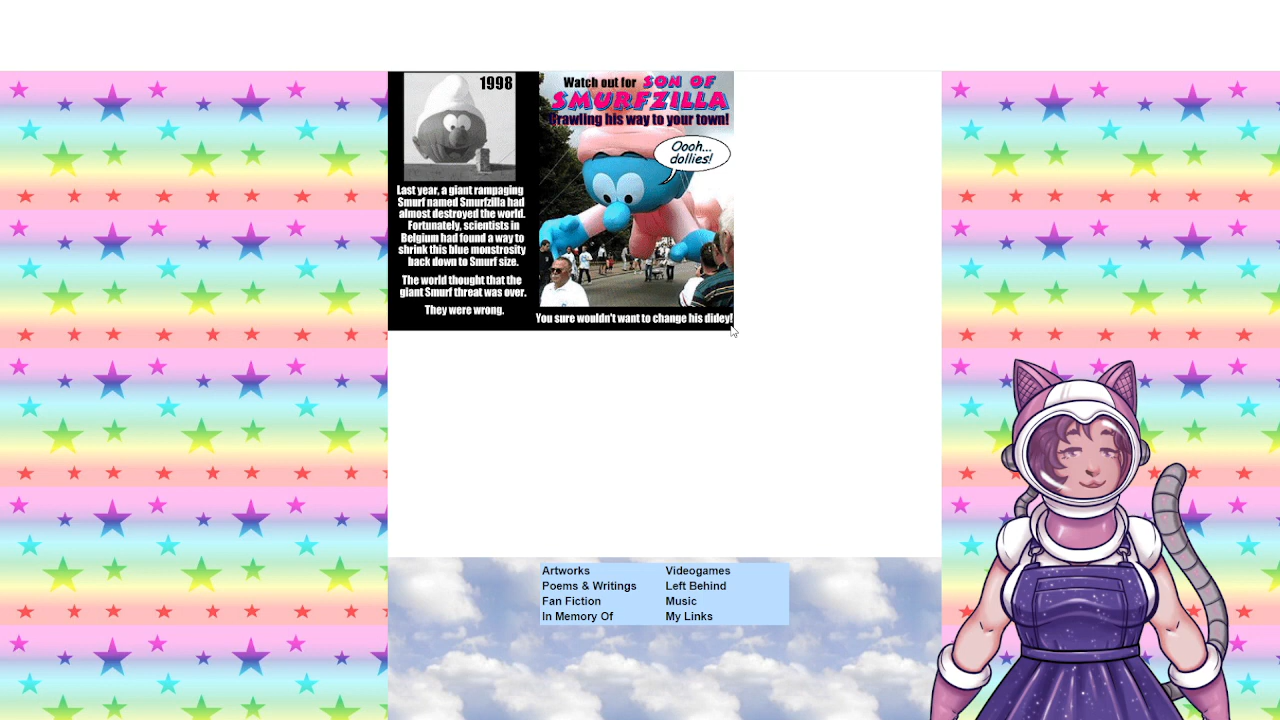 1998
Last year, a giant rampaging
Smurf named Smurfzilla had
almost destroyed the world.
Fortunately, scientists in
Belgium had found a way to
shrink this blue monstrosity
back down to Smurf size.
The world thought that the
giant Smurf threat was over.
They were wrong.
Watch out for SON OF
SMURFZILLA
Crawling his way to your town!
Oooh...
dollies!
You sure wouldn't want to change his didey!
Artworks
Poems & Writings
Fan Fiction
In Memory Of
Videogames
Left Behind
Music
My Links